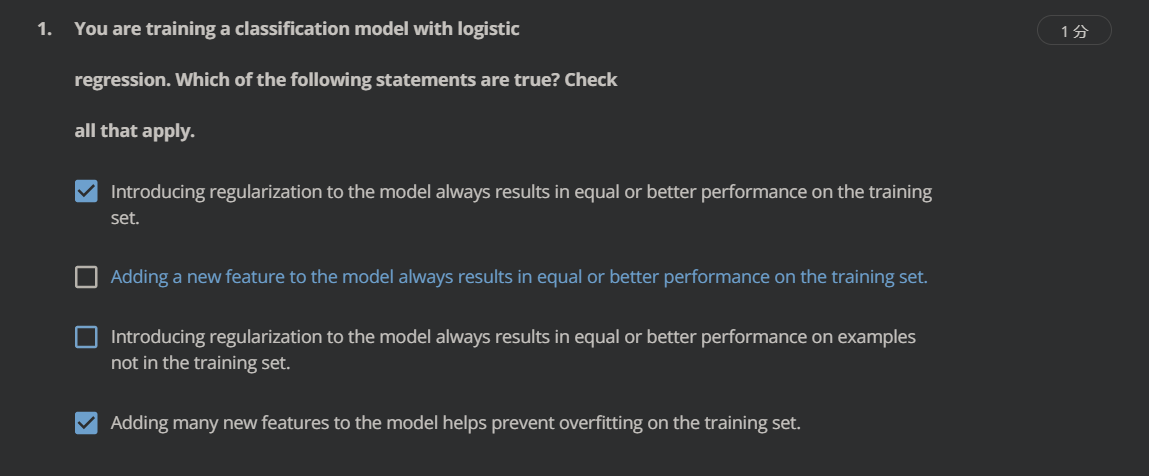 1. You are training a classification model with logistic
1 分
regression. Which of the following statements are true? Check
all that apply.
Introducing regularization to the model always results in equal or better performance on the training
set.
Adding a new feature to the model always results in equal or better performance on the training set.
Introducing regularization to the model always results in equal or better performance on examples
not in the training set.
Adding many new features to the model helps prevent overfitting on the training set.